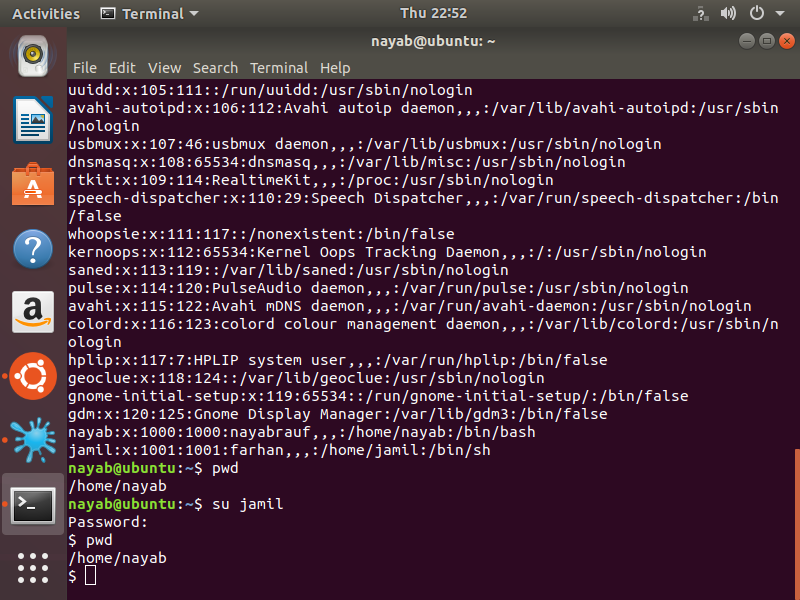 Activities Terminal Thu 22:52
nayab@ubuntu: ~
File Edit View Search Terminal Help
uuidd:x:105:111::/run/uuidd:/usr/sbin/nologin
avahi-autoipd:x:106:112:Avahi autoip daemon,,,:/var/lib/avahi-autoipd:/usr/sbin
/nologin
usbmux:x:107:46:usbmux daemon,,,:/var/lib/usbmux:/usr/sbin/nologin
dnsmasq:x:108:65534:dnsmasq,,,:/var/lib/misc:/usr/sbin/nologin
rtkit:x:109:114:RealtimeKit,,,:/proc:/usr/sbin/nologin
speech-dispatcher:x:110:29:Speech Dispatcher,,,:/var/run/speech-dispatcher:/bin
/false
whoopsie:x:111:117::/nonexistent:/bin/false
kernoops:x:112:65534:Kernel Oops Tracking Daemon,,,:/:/usr/sbin/nologin
saned:x:113:119::/var/lib/saned:/usr/sbin/nologin
pulse:x:114:120:PulseAudio daemon,,,:/var/run/pulse:/usr/sbin/nologin
avahi:x:115:122:Avahi mDNS daemon,,,:/var/run/avahi-daemon:/usr/sbin/nologin
colord:x:116:123:colord colour management daemon,,,:/var/lib/colord:/usr/sbin/n
ologin
hplip:x:117:7:HPLIP system user,,,:/var/run/hplip:/bin/false
geoclue:x:118:124::/var/lib/geoclue:/usr/sbin/nologin
gnome-initial-setup:x:119:65534::/run/gnome-initial-setup/:/bin/false
gdm:x:120:125:Gnome Display Manager:/var/lib/gdm3:/bin/false
nayab:x:1000:1000:nayabrauf,,,:/home/nayab:/bin/bash
jamil:x:1001:1001:farhan,,,:/home/jamil:/bin/sh
nayab@ubuntu:~$ pwd
/home/nayab
nayab@ubuntu:~$ su jamil
Password:
$ pwd
/home/nayab
$